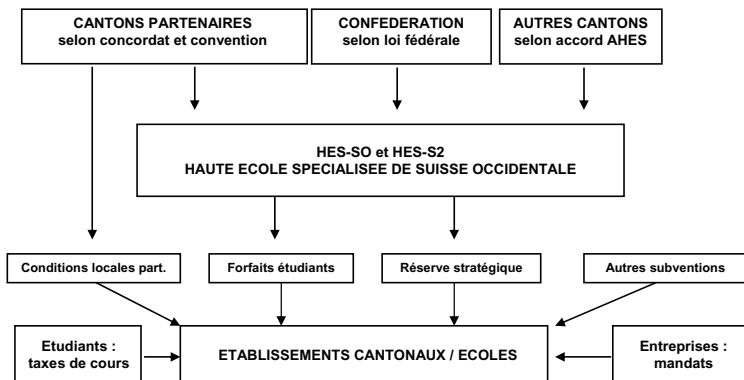 CANTONS PARTENAIRES
selon concordat et convention
CONFEDERATION
selon loi fédérale
AUTRES CANTONS
selon accord AHES
HES-SO et HES-S2
HAUTE ECOLE SPECIALISEE DE SUISSE OCCIDENTALE
Conditions locales part.
Forfaits étudiants
Réserve stratégique
Autres subventions
Etudiants :
taxes de cours
ETABLISSEMENTS CANTONAUX / ECOLES
Entreprises :
mandats